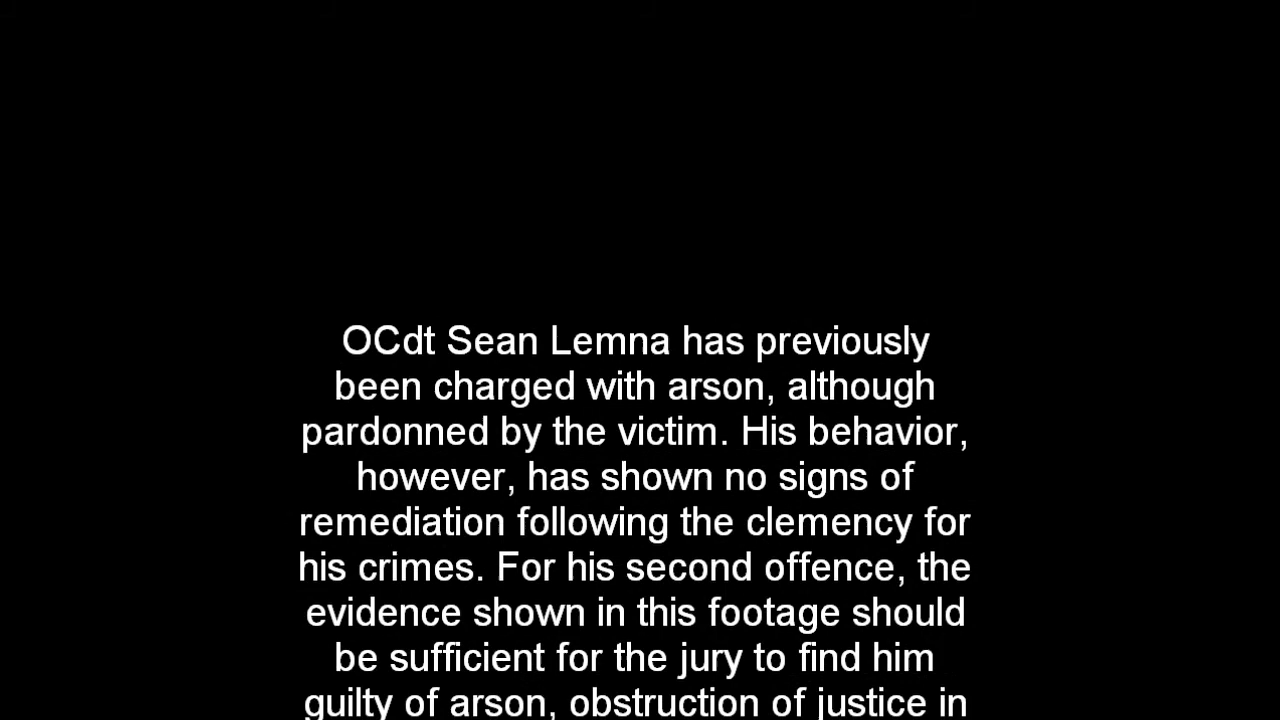 OCdt Sean Lemna has previously
been charged with arson, although
pardonned by the victim. His behavior,
however, has shown no signs of
remediation following the clemency for
his crimes. For his second offence, the
evidence shown in this footage should
be sufficient for the jury to find him
guilty of arson, obstruction of justice in